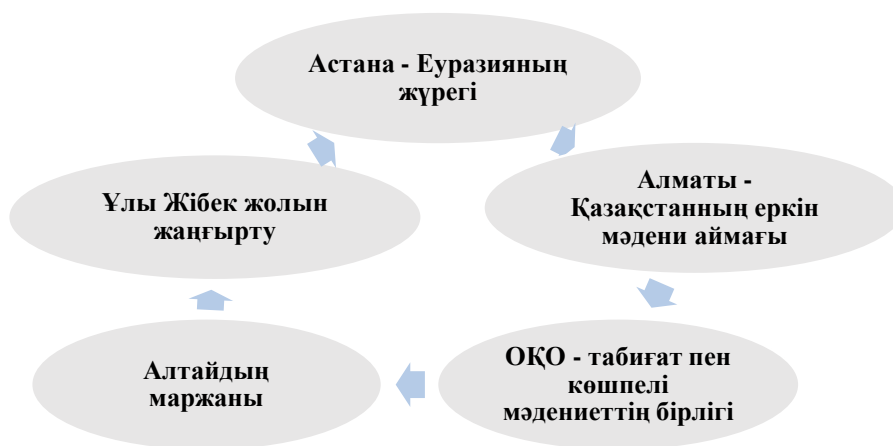 Астана - Еуразияның
жүрегі
Алматы -
Қазақстанның еркін
мәдени аймағы
ОҚО - табиғат пен
көшпелі
мәдениеттің бірлігі
Алтайдың
маржаны
Ұлы Жібек жолын
жаңғырту